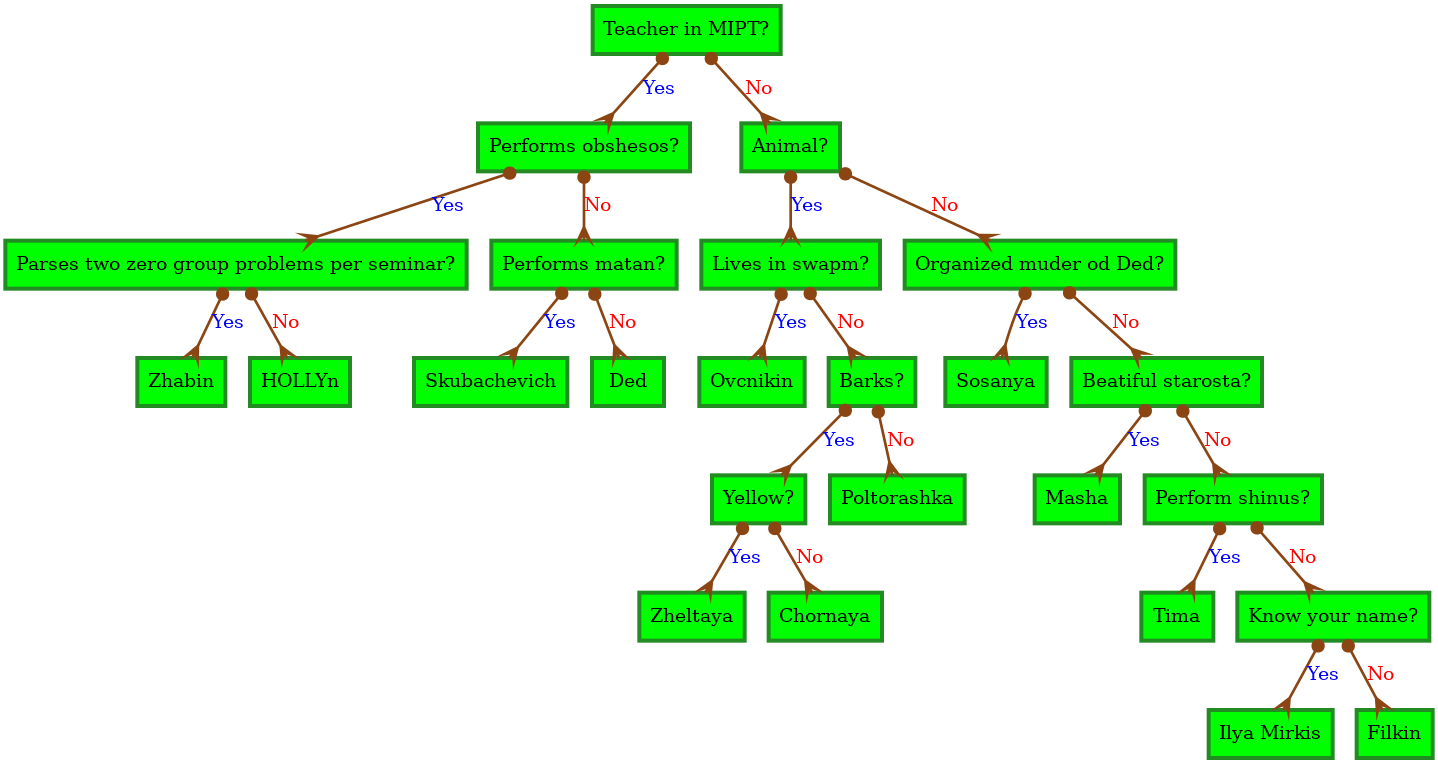 Teacher in MIPT?
Yes
No
Performs obshesos?
Animal?
Yes
No
Yes
No
Parses two zero group problems per seminar?
Performs matan?
Lives in swapm?
Organized muder od Ded?
Yes
No
Yes
No
Yes
No
Yes
No
Zhabin
HOLLYn
Skubachevich
Ded
Ovcnikin
Barks?
Sosanya
Beatiful starosta?
Yes
No
Yes
No
Yellow?
Poltorashka
Masha
Perform shinus?
Yes
No
Yes
No
Zheltaya
Chornaya
Tima
Know your name?
Yes
No
Ilya Mirkis
Filkin